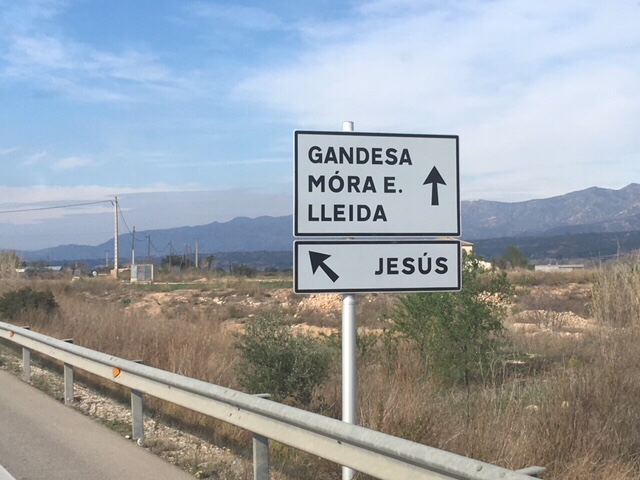 GANDESA
MÓRA E.
LLEIDA
JESÚS